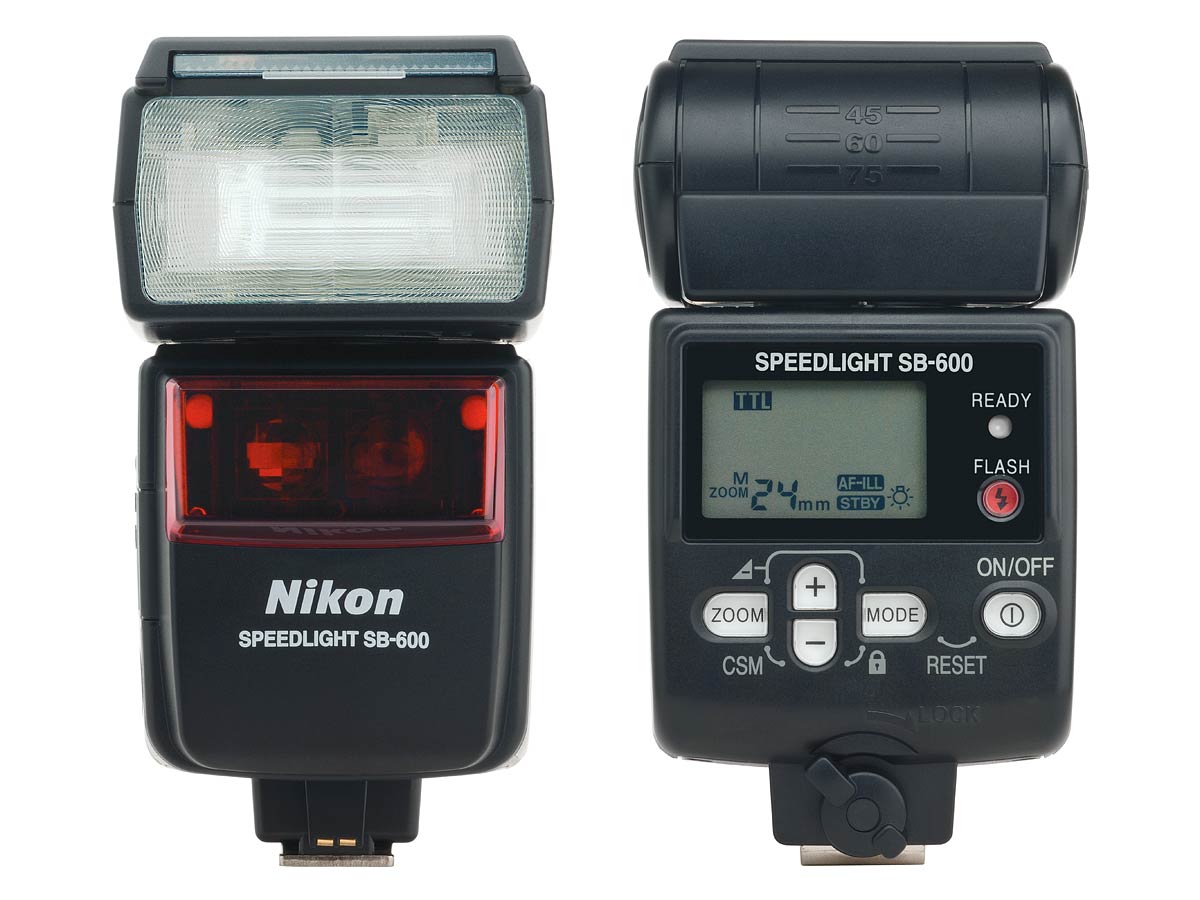 Nikon
SPEEDLIGHT SB-600
45
60
75
SPEEDLIGHT SB-600
TTL
M
ZOOM 24mm
AF-ILL
STBY
READY
FLASH
ON/OFF
ZOOM
+
−
MODE
CSM
RESET
LOCK